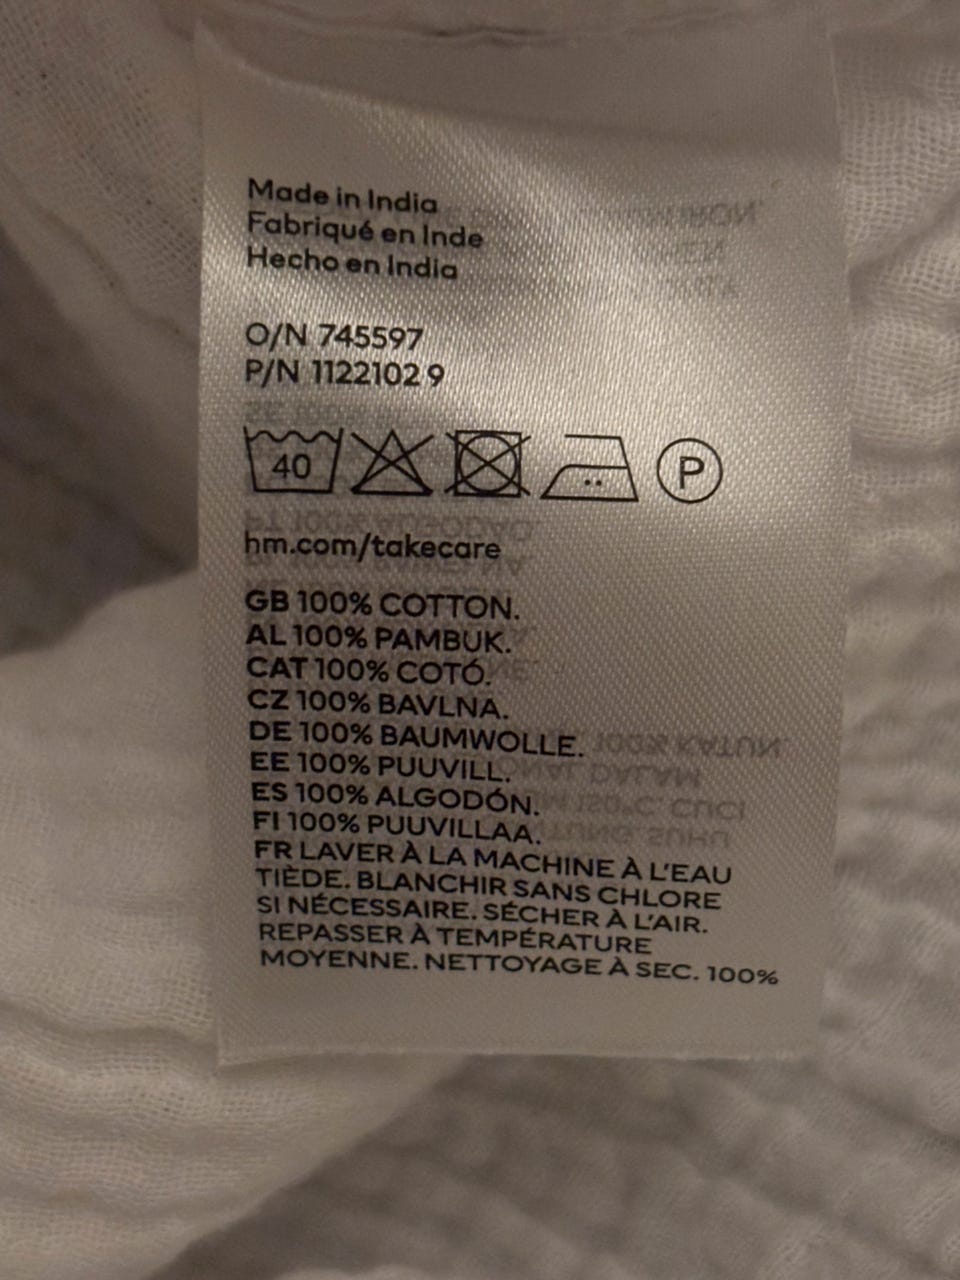 Made in India
Fabriqué en Inde
Hecho en India
O/N 745597
P/N 1122102 9
40 P
hm.com/takecare
GB 100% COTTON.
AL 100% PAMBUK.
CAT 100% COTÓ.
CZ 100% BAVLNA.
DE 100% BAUMWOLLE.
EE 100% PUUVILL.
ES 100% ALGODÓN.
FI 100% PUUVILLAA.
FR LAVER À LA MACHINE À L'EAU
TIÈDE. BLANCHIR SANS CHLORE
SI NÉCESSAIRE. SÉCHER À L'AIR.
REPASSER À TEMPÉRATURE
MOYENNE. NETTOYAGE À SEC. 100%